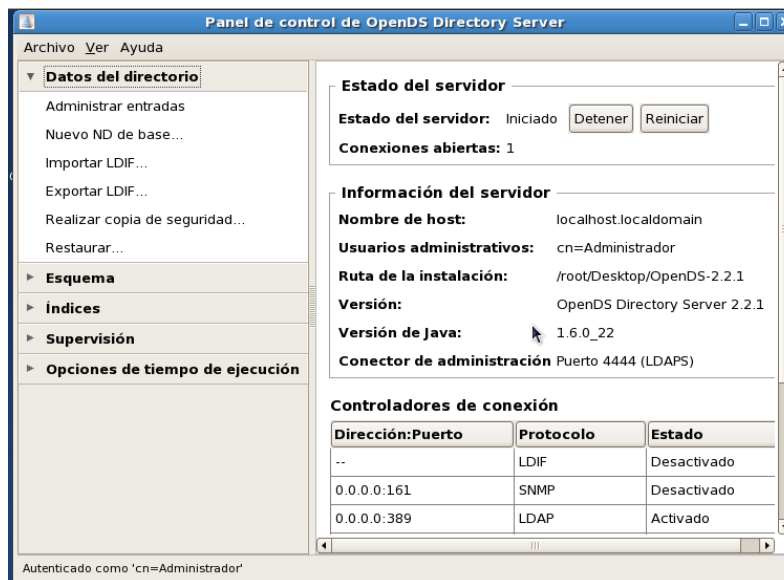 Panel de control de OpenDS Directory Server
Archivo Ver Ayuda
Datos del directorio
Administrar entradas
Nuevo ND de base...
Importar LDIF...
Exportar LDIF...
Realizar copia de seguridad...
Restaurar...
Esquema
Índices
Supervisión
Opciones de tiempo de ejecución
Estado del servidor
Estado del servidor: Iniciado Detener Reiniciar
Conexiones abiertas: 1
Información del servidor
Nombre de host: localhost.localdomain
Usuarios administrativos: cn=Administrador
Ruta de la instalación: /root/Desktop/OpenDS-2.2.1
Versión: OpenDS Directory Server 2.2.1
Versión de Java: 1.6.0_22
Conector de administración Puerto 4444 (LDAPS)
Controladores de conexión
Dirección:Puerto Protocolo Estado
-- LDIF Desactivado
0.0.0.0:161 SNMP Desactivado
0.0.0.0:389 LDAP Activado
Autenticado como 'cn=Administrador'